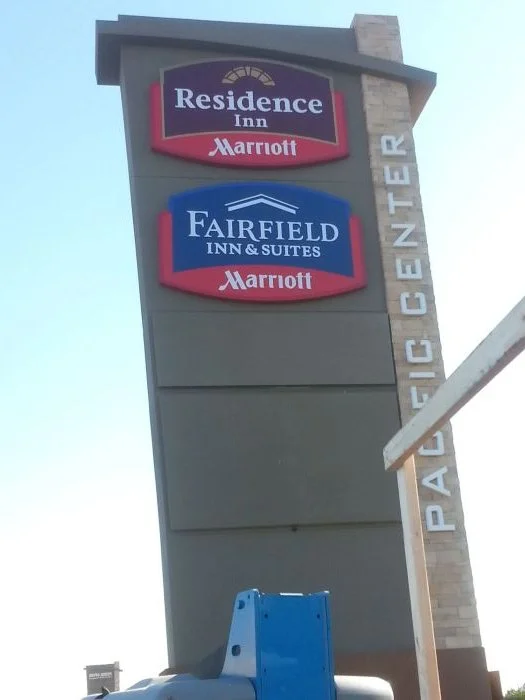 Residence
Inn
Marriott
FAIRFIELD
INN & SUITES
Marriott
PACIFIC CENTER